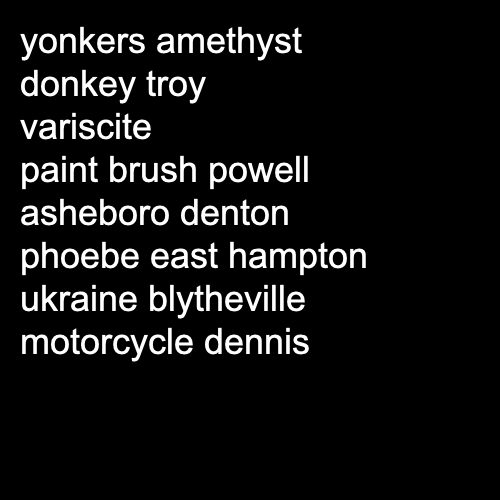 yonkers amethyst
donkey troy
variscite
paint brush powell
asheboro denton
phoebe east hampton
ukraine blytheville
motorcycle dennis